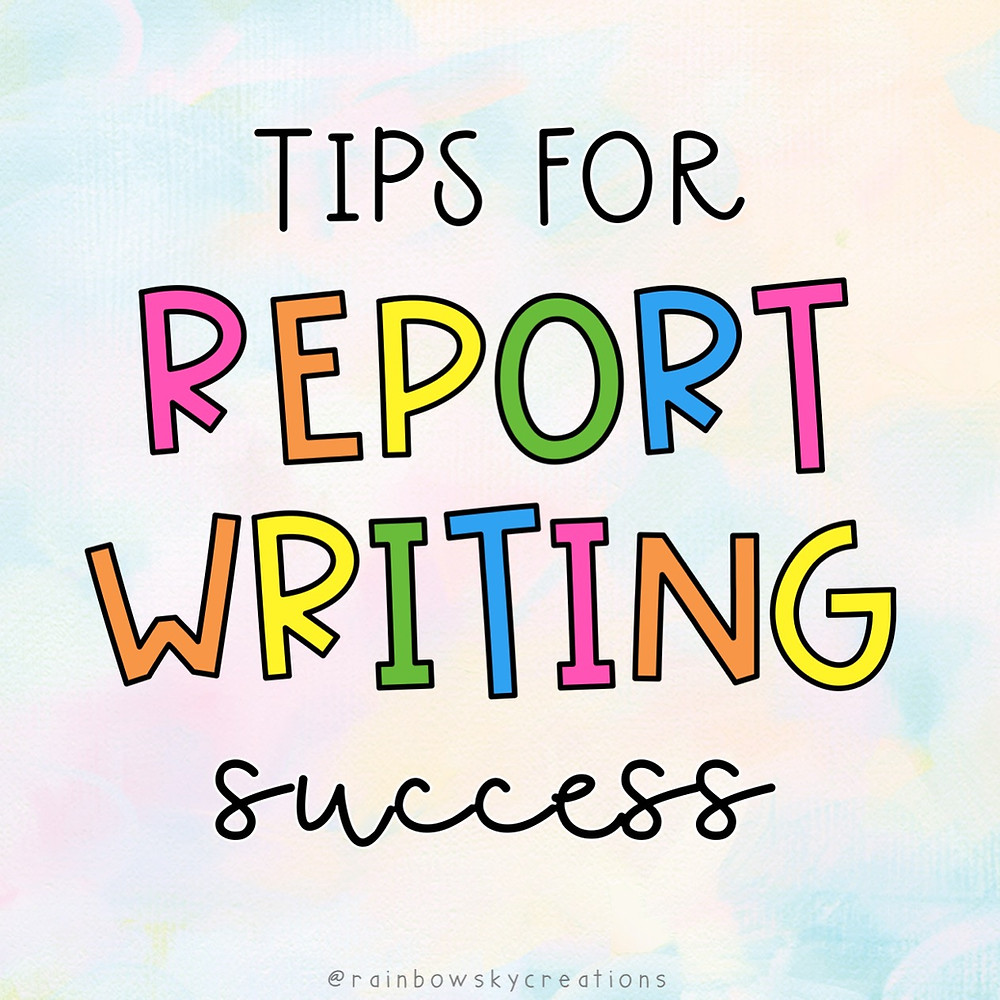 TIPS FOR
REPORT
WRITING
success
@rainbowskycreations